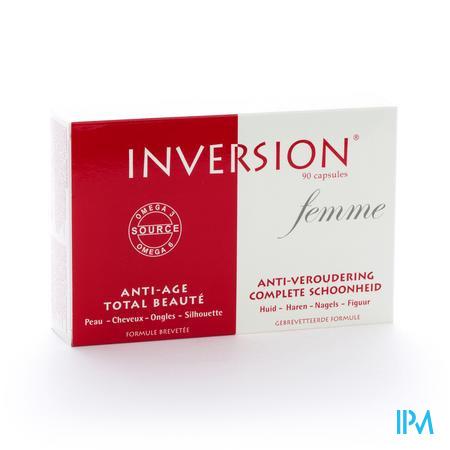 INVERSION®
90 capsules
femme
OMEGA 3
SOURCE
OMEGA 6
ANTI-AGE
TOTAL BEAUTÉ
Peau – Cheveux – Ongles – Silhouette
FORMULE BREVETÉE
ANTI-VEROUDERING
COMPLETE SCHOONHEID
Huid – Haren – Nagels – Figuur
GEBREVETTEERDE FORMULE
IPM